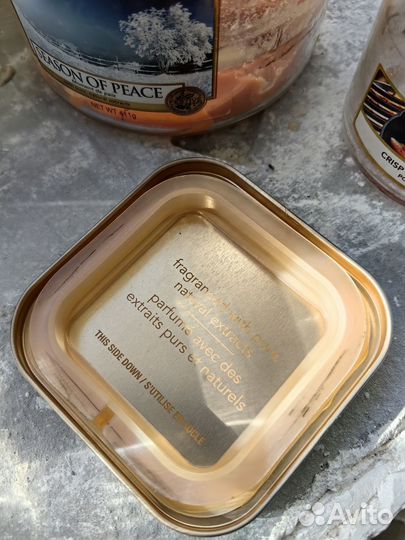 SEASON OF PEACE
NET WT 411g
CRISP
natural extracts
parfumé avec des
extraits purs et naturels
THIS SIDE DOWN / S'UTILISE
Avito